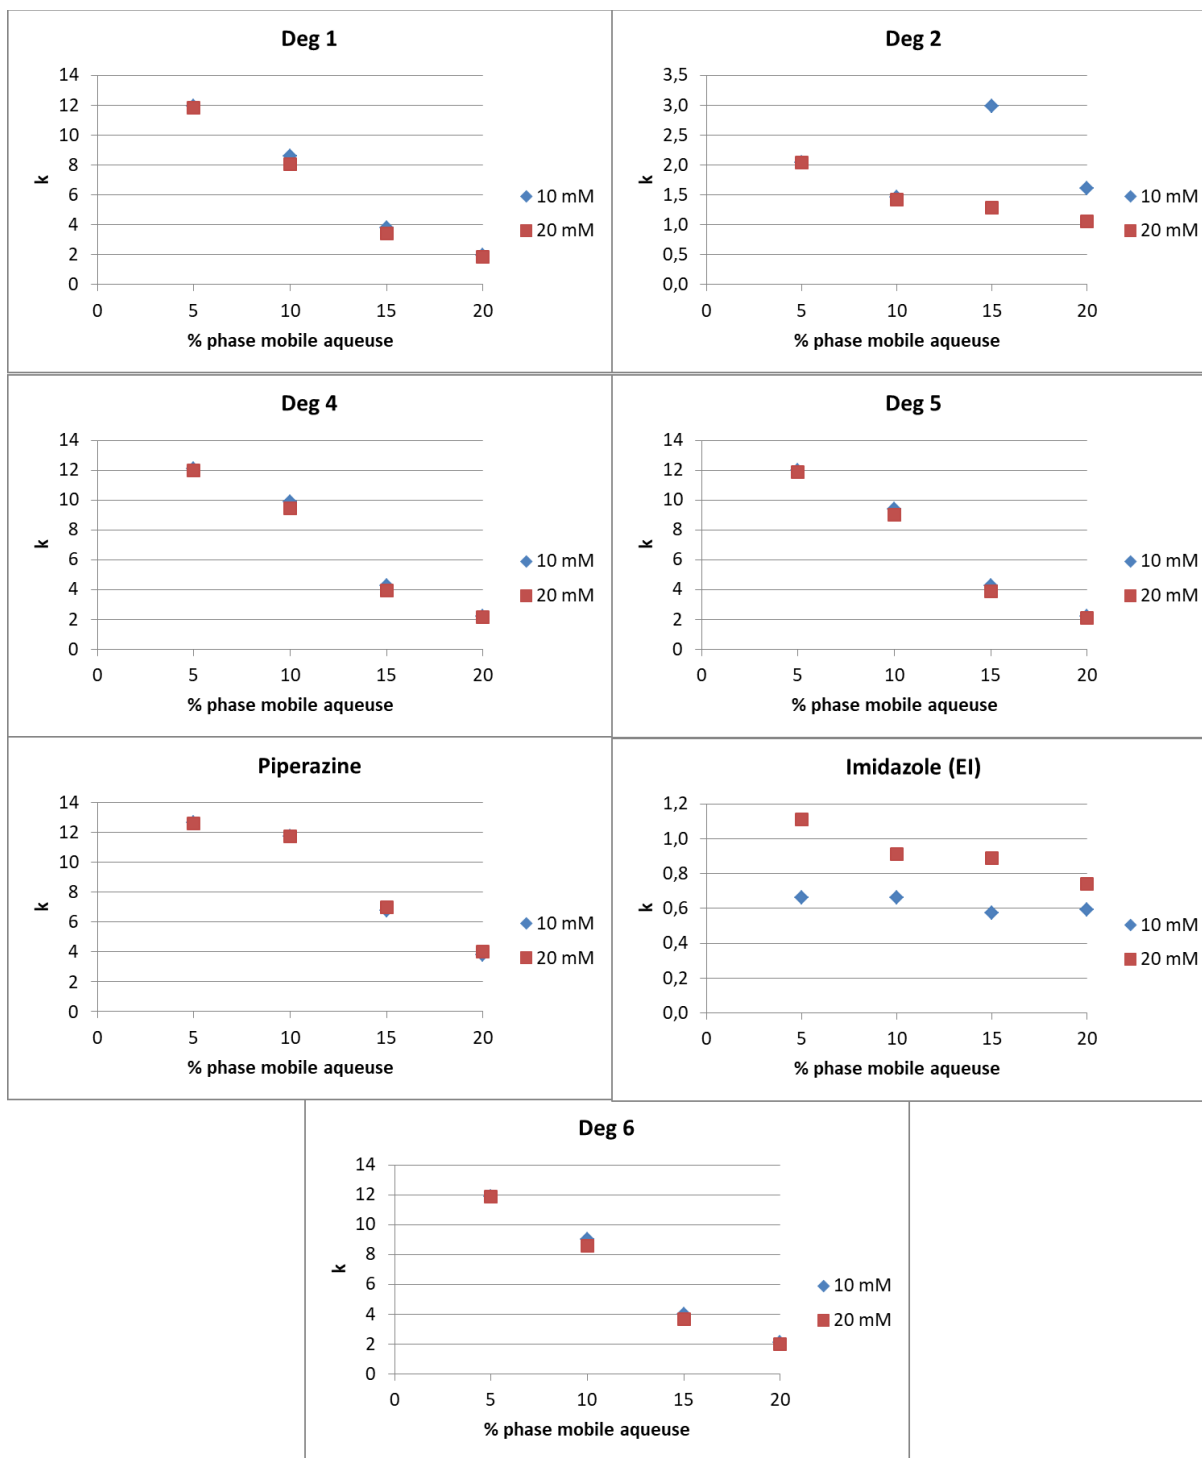 Deg 1
14
12
10
8
6
4
2
0
k
0 5 10 15 20
% phase mobile aqueuse
10 mM
20 mM
Deg 2
3,5
3,0
2,5
2,0
1,5
1,0
0,5
0,0
k
0 5 10 15 20
% phase mobile aqueuse
10 mM
20 mM
Deg 4
14
12
10
8
6
4
2
0
k
0 5 10 15 20
% phase mobile aqueuse
10 mM
20 mM
Deg 5
14
12
10
8
6
4
2
0
k
0 5 10 15 20
% phase mobile aqueuse
10 mM
20 mM
Piperazine
14
12
10
8
6
4
2
0
k
0 5 10 15 20
% phase mobile aqueuse
10 mM
20 mM
Imidazole (EI)
1,2
1,0
0,8
0,6
0,4
0,2
0,0
k
0 5 10 15 20
% phase mobile aqueuse
10 mM
20 mM
Deg 6
14
12
10
8
6
4
2
0
k
0 5 10 15 20
% phase mobile aqueuse
10 mM
20 mM